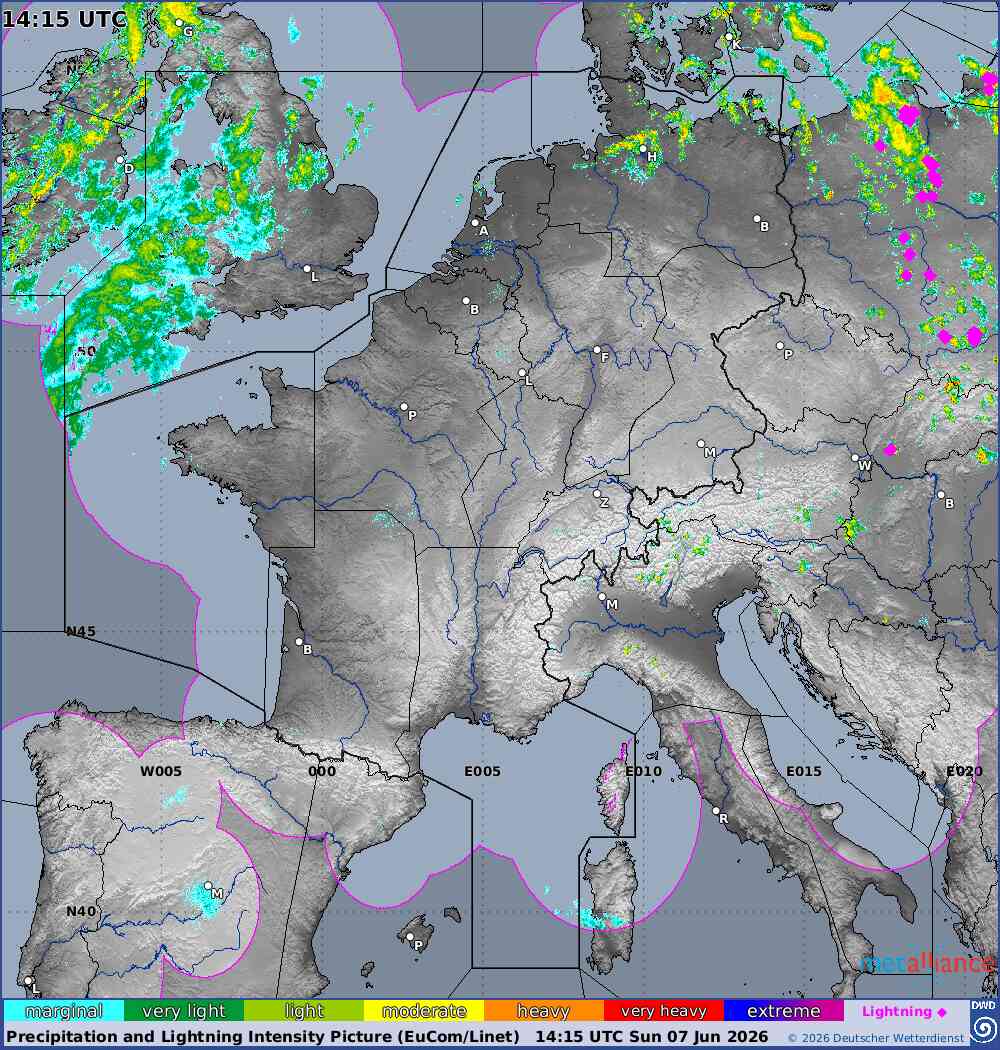 14:15 UTC
G
K
N55
D
H
A
B
L
B
50
F
P
L
P
M
W
Z
B
M
N45
B
W005
000
E005
E010
E015
E020
R
M
N40
P
L
metalliance
marginal very light light moderate heavy very heavy extreme Lightning
DWD
Precipitation and Lightning Intensity Picture (EuCom/Linet) 14:15 UTC Sun 07 Jun 2026 © 2026 Deutscher Wetterdienst